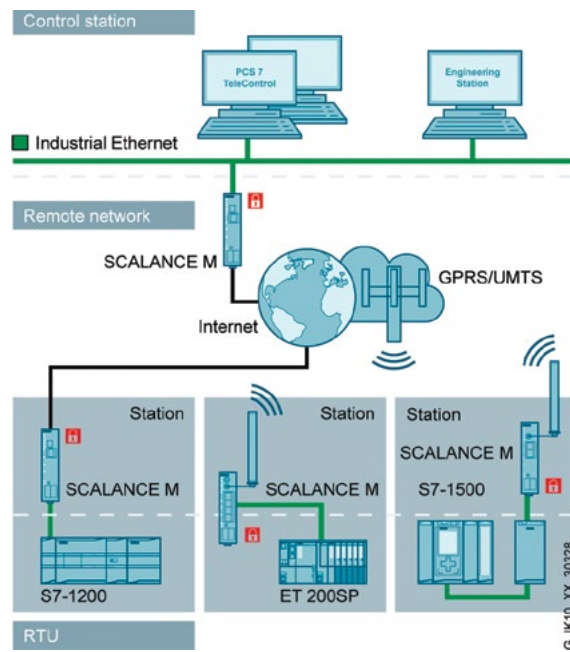 Control station
PCS 7
TeleControl
Engineering
Station
Industrial Ethernet
Remote network
SCALANCE M
GPRS/UMTS
Internet
Station
SCALANCE M
S7-1200
Station
SCALANCE M
ET 200SP
Station
SCALANCE M
S7-1500
RTU
G_IK10_XX_30328